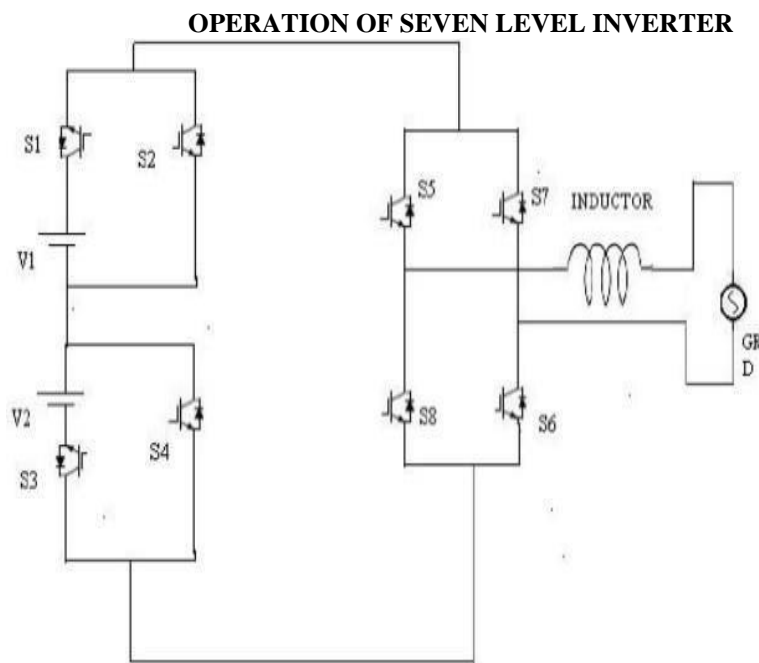 OPERATION OF SEVEN LEVEL INVERTER
S1
S2
S5
S7
INDUCTOR
V1
GR
D
V2
S4
S8
S6
S3